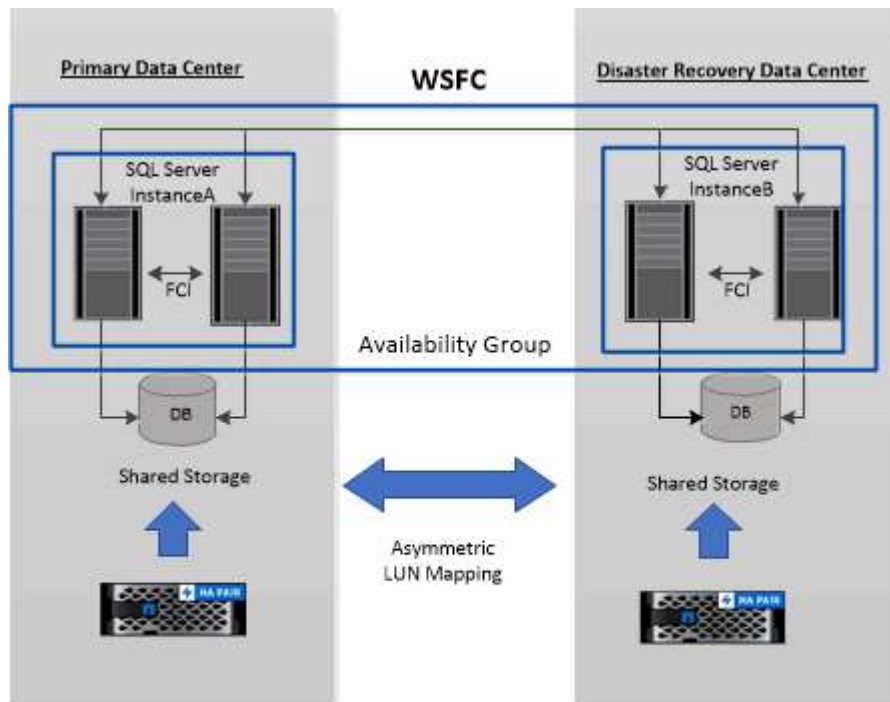 Primary Data Center
WSFC
Disaster Recovery Data Center
SQL Server
InstanceA
SQL Server
InstanceB
FCI
FCI
Availability Group
DB
DB
Shared Storage
Shared Storage
Asymmetric
LUN Mapping
HA PAIR
HA PAIR